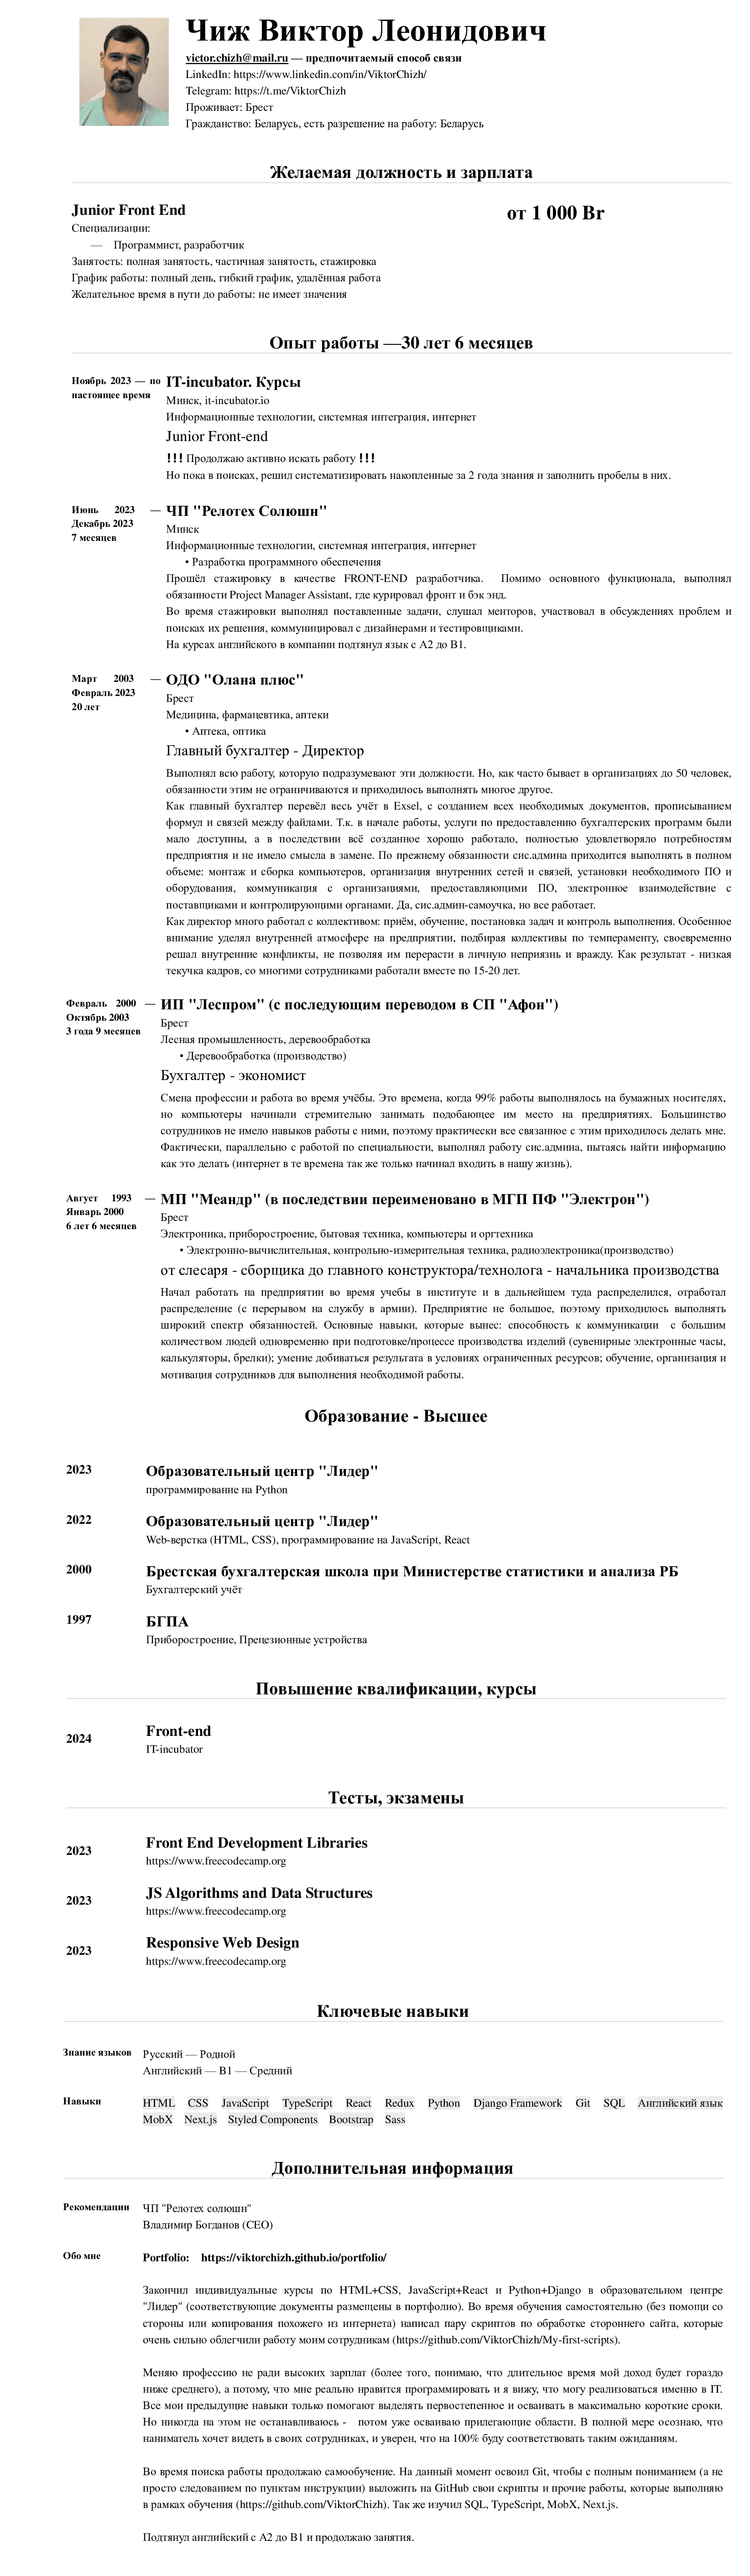 Чиж Виктор Леонидович
victor.chizh@mail.ru — предпочитаемый способ связи
LinkedIn: https://www.linkedin.com/in/ViktorChizh/
Telegram: https://t.me/ViktorChizh
Проживает: Брест
Гражданство: Беларусь, есть разрешение на работу: Беларусь
Желаемая должность и зарплата
Junior Front End
от 1 000 Br
Специализации:
— Программист, разработчик
Занятость: полная занятость, частичная занятость, стажировка
График работы: полный день, гибкий график, удалённая работа
Желательное время в пути до работы: не имеет значения
Опыт работы —30 лет 6 месяцев
Ноябрь 2023 — по
настоящее время
IT-incubator. Курсы
Минск, it-incubator.io
Информационные технологии, системная интеграция, интернет
Junior Front-end
!!! Продолжаю активно искать работу !!!
Но пока в поисках, решил систематизировать накопленные за 2 года знания и заполнить пробелы в них.
Июнь 2023 —
Декабрь 2023
7 месяцев
ЧП "Релотех Солюшн"
Минск
Информационные технологии, системная интеграция, интернет
• Разработка программного обеспечения
Прошёл стажировку в качестве FRONT-END разработчика. Помимо основного функционала, выполнял
обязанности Project Manager Assistant, где курировал фронт и бэк энд.
Во время стажировки выполнял поставленные задачи, слушал менторов, участвовал в обсуждениях проблем и
поисках их решения, коммуницировал с дизайнерами и тестировщиками.
На курсах английского в компании подтянул язык с А2 до В1.
Март 2003 —
Февраль 2023
20 лет
ОДО "Олана плюс"
Брест
Медицина, фармацевтика, аптеки
• Аптека, оптика
Главный бухгалтер - Директор
Выполнял всю работу, которую подразумевают эти должности. Но, как часто бывает в организациях до 50 человек,
обязанности этим не ограничиваются и приходилось выполнять многое другое.
Как главный бухгалтер перевёл весь учёт в Exsel, с созданием всех необходимых документов, прописыванием
формул и связей между файлами. Т.к. в начале работы, услуги по предоставлению бухгалтерских программ были
мало доступны, а в последствии всё созданное хорошо работало, полностью удовлетворяло потребностям
предприятия и не имело смысла в замене. По прежнему обязанности сис.админа приходится выполнять в полном
объеме: монтаж и сборка компьютеров, организация внутренних сетей и связей, установки необходимого ПО и
оборудования, коммуникация с организациями, предоставляющими ПО, электронное взаимодействие с
поставщиками и контролирующими органами. Да, сис.админ-самоучка, но все работает.
Как директор много работал с коллективом: приём, обучение, постановка задач и контроль выполнения. Особенное
внимание уделял внутренней атмосфере на предприятии, подбирая коллективы по темпераменту, своевременно
решал внутренние конфликты, не позволяя им перерасти в личную неприязнь и вражду. Как результат - низкая
текучка кадров, со многими сотрудниками работали вместе по 15-20 лет.
Февраль 2000 —
Октябрь 2003
3 года 9 месяцев
ИП "Леспром" (с последующим переводом в СП "Афон")
Брест
Лесная промышленность, деревообработка
• Деревообработка (производство)
Бухгалтер - экономист
Смена профессии и работа во время учёбы. Это времена, когда 99% работы выполнялось на бумажных носителях,
но компьютеры начинали стремительно занимать подобающее им место на предприятиях. Большинство
сотрудников не имело навыков работы с ними, поэтому практически все связанное с этим приходилось делать мне.
Фактически, параллельно с работой по специальности, выполнял работу сис.админа, пытаясь найти информацию
как это делать (интернет в те времена так же только начинал входить в нашу жизнь).
Август 1993 —
Январь 2000
6 лет 6 месяцев
МП "Меандр" (в последствии переименовано в МГП ПФ "Электрон")
Брест
Электроника, приборостроение, бытовая техника, компьютеры и оргтехника
• Электронно-вычислительная, контрольно-измерительная техника, радиоэлектроника(производство)
от слесаря - сборщика до главного конструктора/технолога - начальника производства
Начал работать на предприятии во время учебы в институте и в дальнейшем туда распределился, отработал
распределение (с перерывом на службу в армии). Предприятие не большое, поэтому приходилось выполнять
широкий спектр обязанностей. Основные навыки, которые вынес: способность к коммуникации с большим
количеством людей одновременно при подготовке/процессе производства изделий (сувенирные электронные часы,
калькуляторы, брелки); умение добиваться результата в условиях ограниченных ресурсов; обучение, организация и
мотивация сотрудников для выполнения необходимой работы.
Образование - Высшее
2023
Образовательный центр "Лидер"
программирование на Python
2022
Образовательный центр "Лидер"
Web-верстка (HTML, CSS), программирование на JavaScript, React
2000
Брестская бухгалтерская школа при Министерстве статистики и анализа РБ
Бухгалтерский учёт
1997
БГПА
Приборостроение, Прецезионные устройства
Повышение квалификации, курсы
2024
Front-end
IT-incubator
Тесты, экзамены
2023
Front End Development Libraries
https://www.freecodecamp.org
2023
JS Algorithms and Data Structures
https://www.freecodecamp.org
2023
Responsive Web Design
https://www.freecodecamp.org
Ключевые навыки
Знание языков
Русский — Родной
Английский — B1 — Средний
Навыки
HTML CSS JavaScript TypeScript React Redux Python Django Framework Git SQL Английский язык
MobX Next.js Styled Components Bootstrap Sass
Дополнительная информация
Рекомендации
ЧП "Релотех солюшн"
Владимир Богданов (CEO)
Обо мне
Portfolio: https://viktorchizh.github.io/portfolio/
Закончил индивидуальные курсы по HTML+CSS, JavaScript+React и Python+Django в образовательном центре
"Лидер" (соответствующие документы размещены в портфолио). Во время обучения самостоятельно (без помощи со
стороны или копирования похожего из интернета) написал пару скриптов по обработке стороннего сайта, которые
очень сильно облегчили работу моим сотрудникам (https://github.com/ViktorChizh/My-first-scripts).
Меняю профессию не ради высоких зарплат (более того, понимаю, что длительное время мой доход будет гораздо
ниже среднего), а потому, что мне реально нравится программировать и я вижу, что могу реализоваться именно в IT.
Все мои предыдущие навыки только помогают выделять первостепенное и осваивать в максимально короткие сроки.
Но никогда на этом не останавливаюсь - потом уже осваиваю прилегающие области. В полной мере осознаю, что
наниматель хочет видеть в своих сотрудниках, и уверен, что на 100% буду соответствовать таким ожиданиям.
Во время поиска работы продолжаю самообучение. На данный момент освоил Git, чтобы с полным пониманием (а не
просто следованием по пунктам инструкции) выложить на GitHub свои скрипты и прочие работы, которые выполняю
в рамках обучения (https://github.com/ViktorChizh). Так же изучил SQL, TypeScript, MobX, Next.js.
Подтянул английский с А2 до В1 и продолжаю занятия.